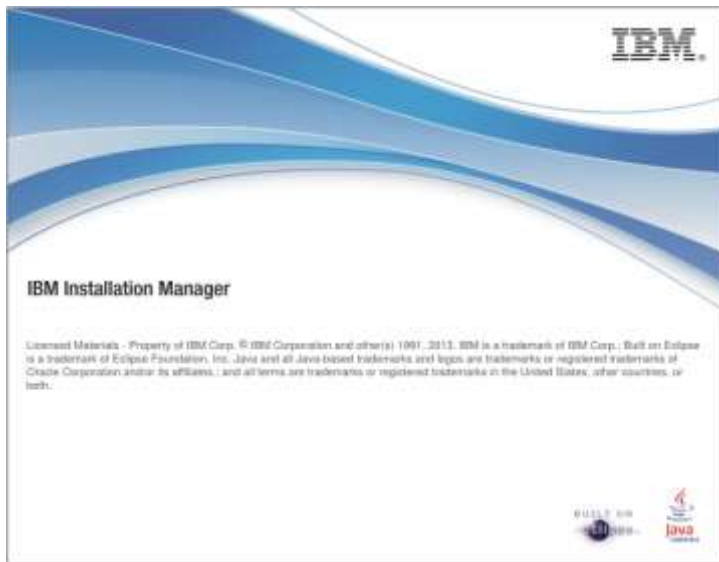 IBM.
IBM Installation Manager
Licensed Materials - Property of IBM Corp. © IBM Corporation and other(s) 1991, 2013. IBM is a trademark of IBM Corp.; Built on Eclipse
is a trademark of Eclipse Foundation, Inc. Java and all Java-based trademarks and logos are trademarks or registered trademarks of
Oracle Corporation and/or its affiliates.; and all terms are trademarks or registered trademarks in the United States, other countries, or
both.
BUILT ON
eclipse
Java